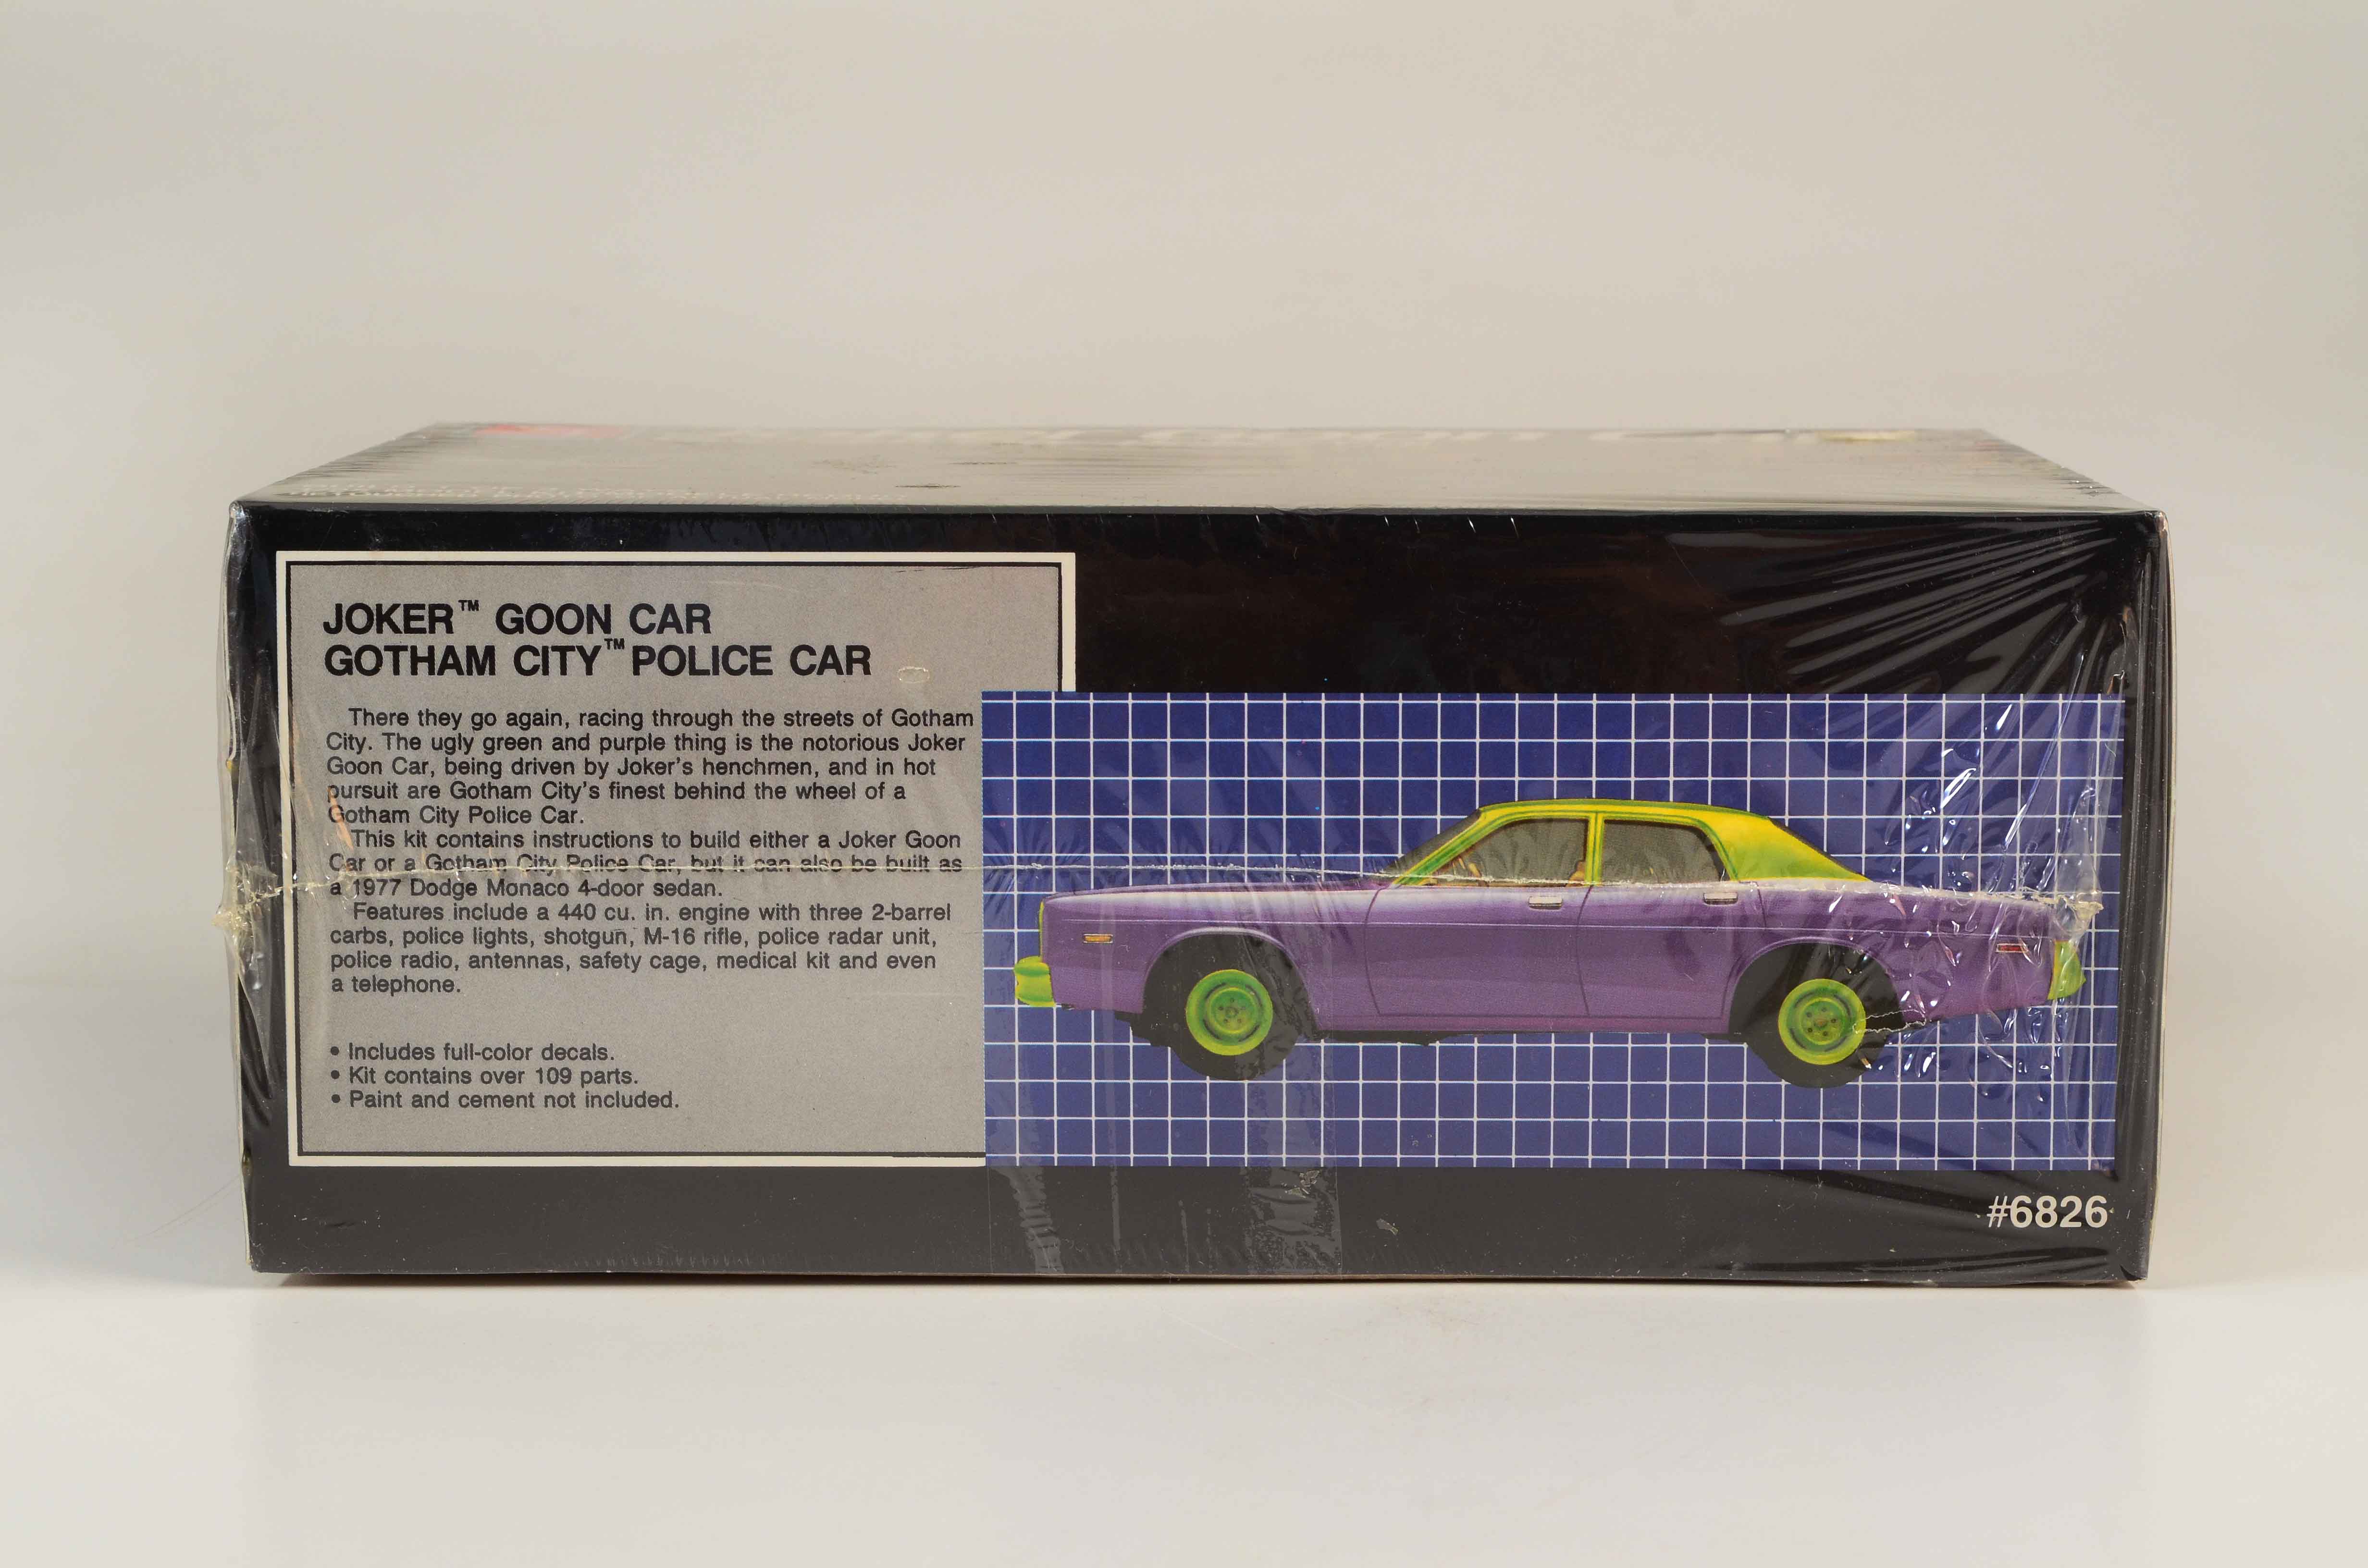 JOKER™ GOON CAR
GOTHAM CITY™ POLICE CAR
There they go again, racing through the streets of Gotham
City. The ugly green and purple thing is the notorious Joker
Goon Car, being driven by Joker's henchmen, and in hot
pursuit are Gotham City's finest behind the wheel of a
Gotham City Police Car.
This kit contains instructions to build either a Joker Goon
Car or a Gotham City Police Car, but it can also be built as
a 1977 Dodge Monaco 4-door sedan.
Features include a 440 cu. in. engine with three 2-barrel
carbs, police lights, shotgun, M-16 rifle, police radar unit,
police radio, antennas, safety cage, medical kit and even
a telephone.
• Includes full-color decals.
• Kit contains over 109 parts.
• Paint and cement not included.
#6826